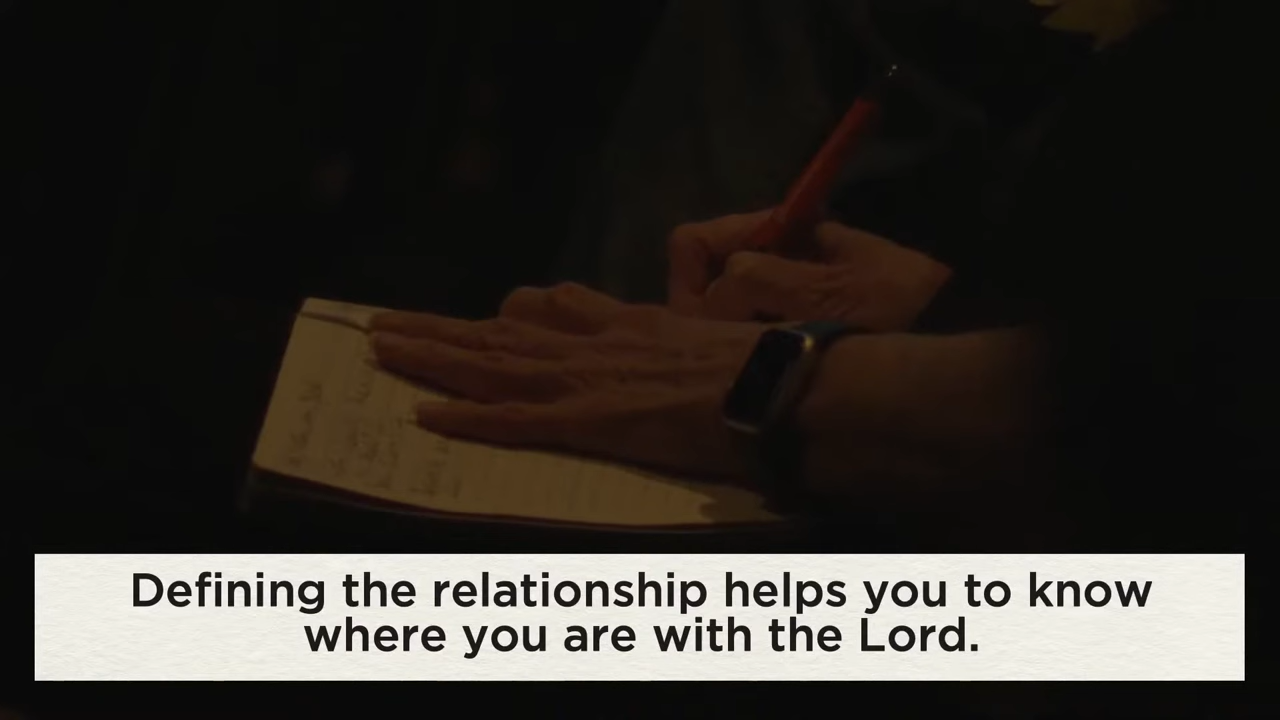 Defining the relationship helps you to know
where you are with the Lord.